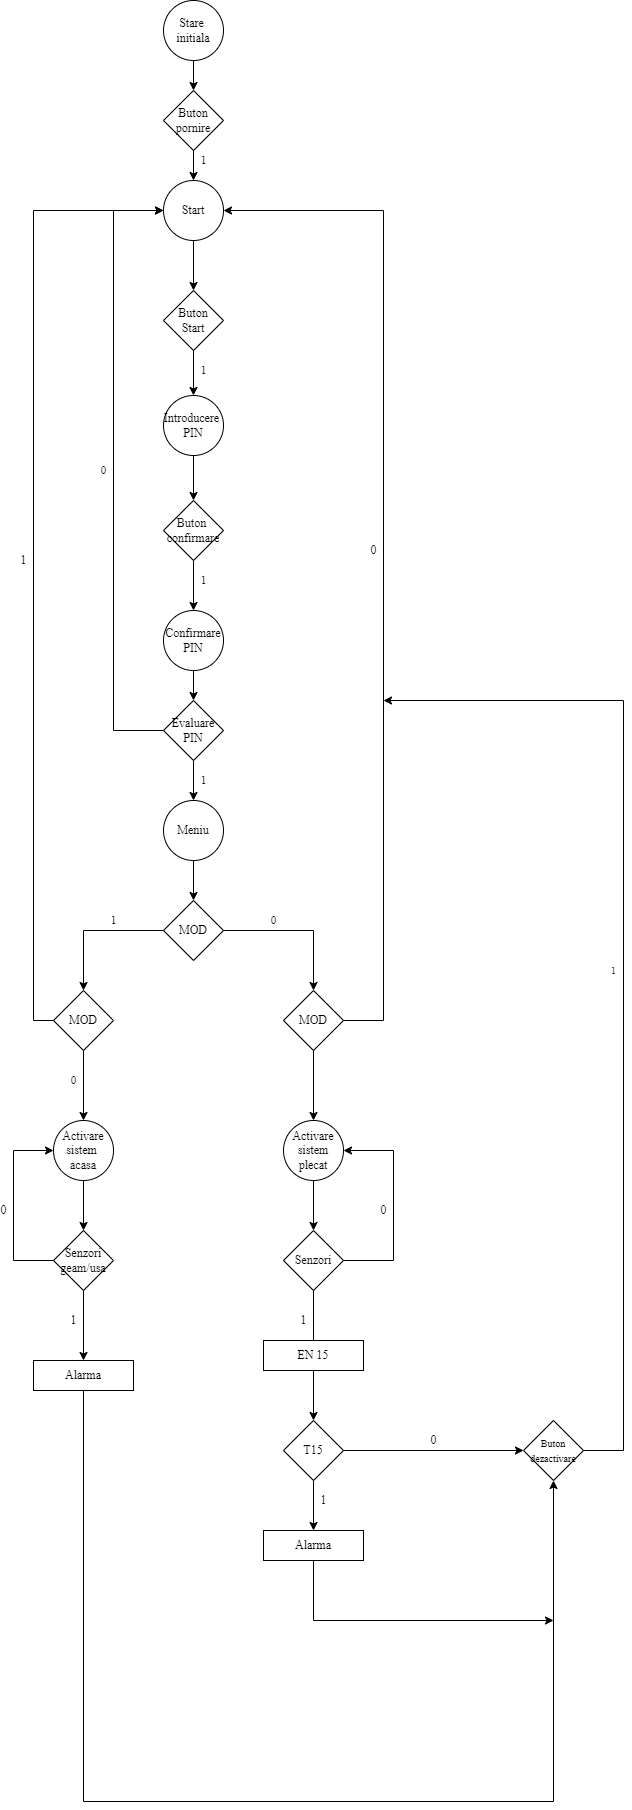 Stare
initiala
Buton
pornire
1
Start
Buton
Start
1
Introducere
PIN
0
Buton
confirmare
0
1
1
Confirmare
PIN
Evaluare
PIN
1
Meniu
1
0
MOD
1
MOD
MOD
0
Activare
sistem
acasa
Activare
sistem
plecat
0
0
Senzori
geam/usa
Senzori
1
1
EN 15
Alarma
0
T15
Buton
dezactivare
1
Alarma